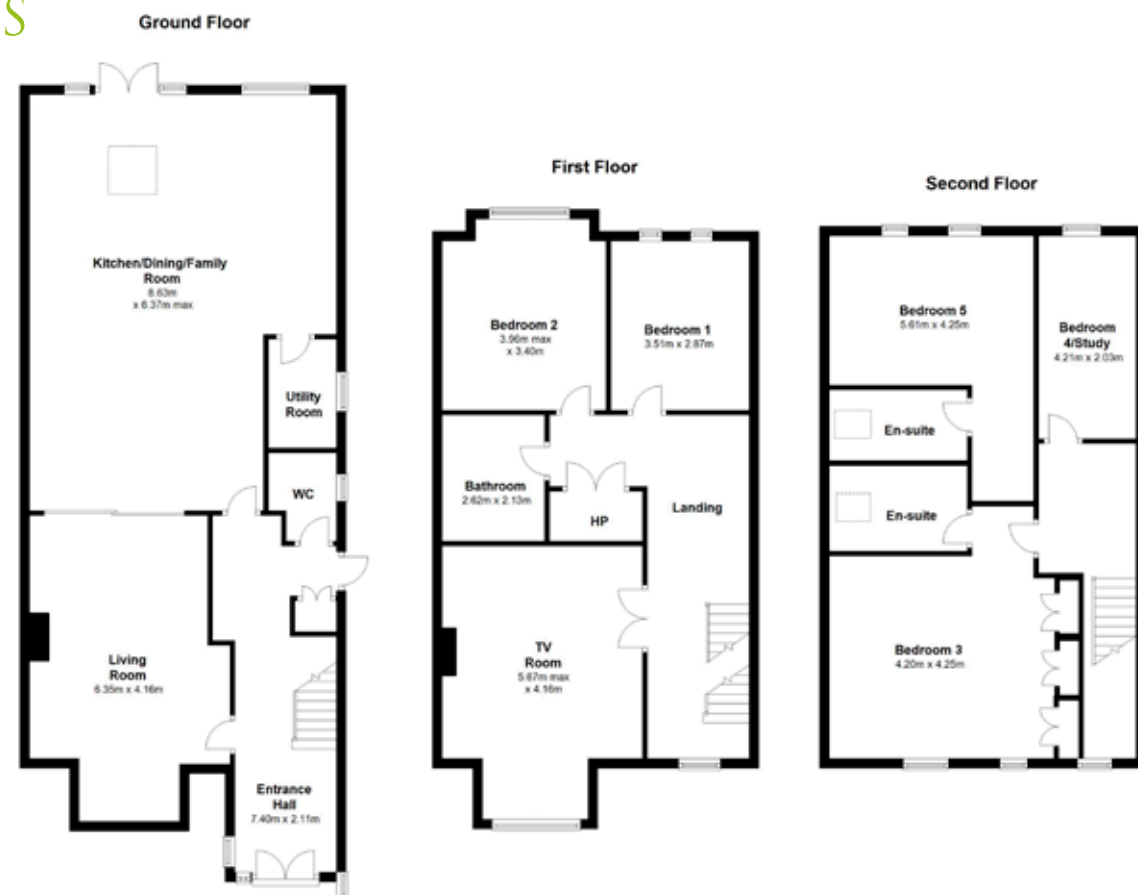 S
Ground Floor
Kitchen/Dining/Family
Room
8.63m
x 6.37m max
Utility
Room
WC
Living
Room
6.35m x 4.16m
Entrance
Hall
7.40m x 2.11m
First Floor
Bedroom 2
3.96m max
x 3.40m
Bedroom 1
3.51m x 2.87m
Bathroom
2.62m x 2.13m
HP
Landing
TV
Room
5.67m max
x 4.16m
Second Floor
Bedroom 5
5.61m x 4.25m
Bedroom
4/Study
4.21m x 2.03m
En-suite
En-suite
Bedroom 3
4.20m x 4.25m